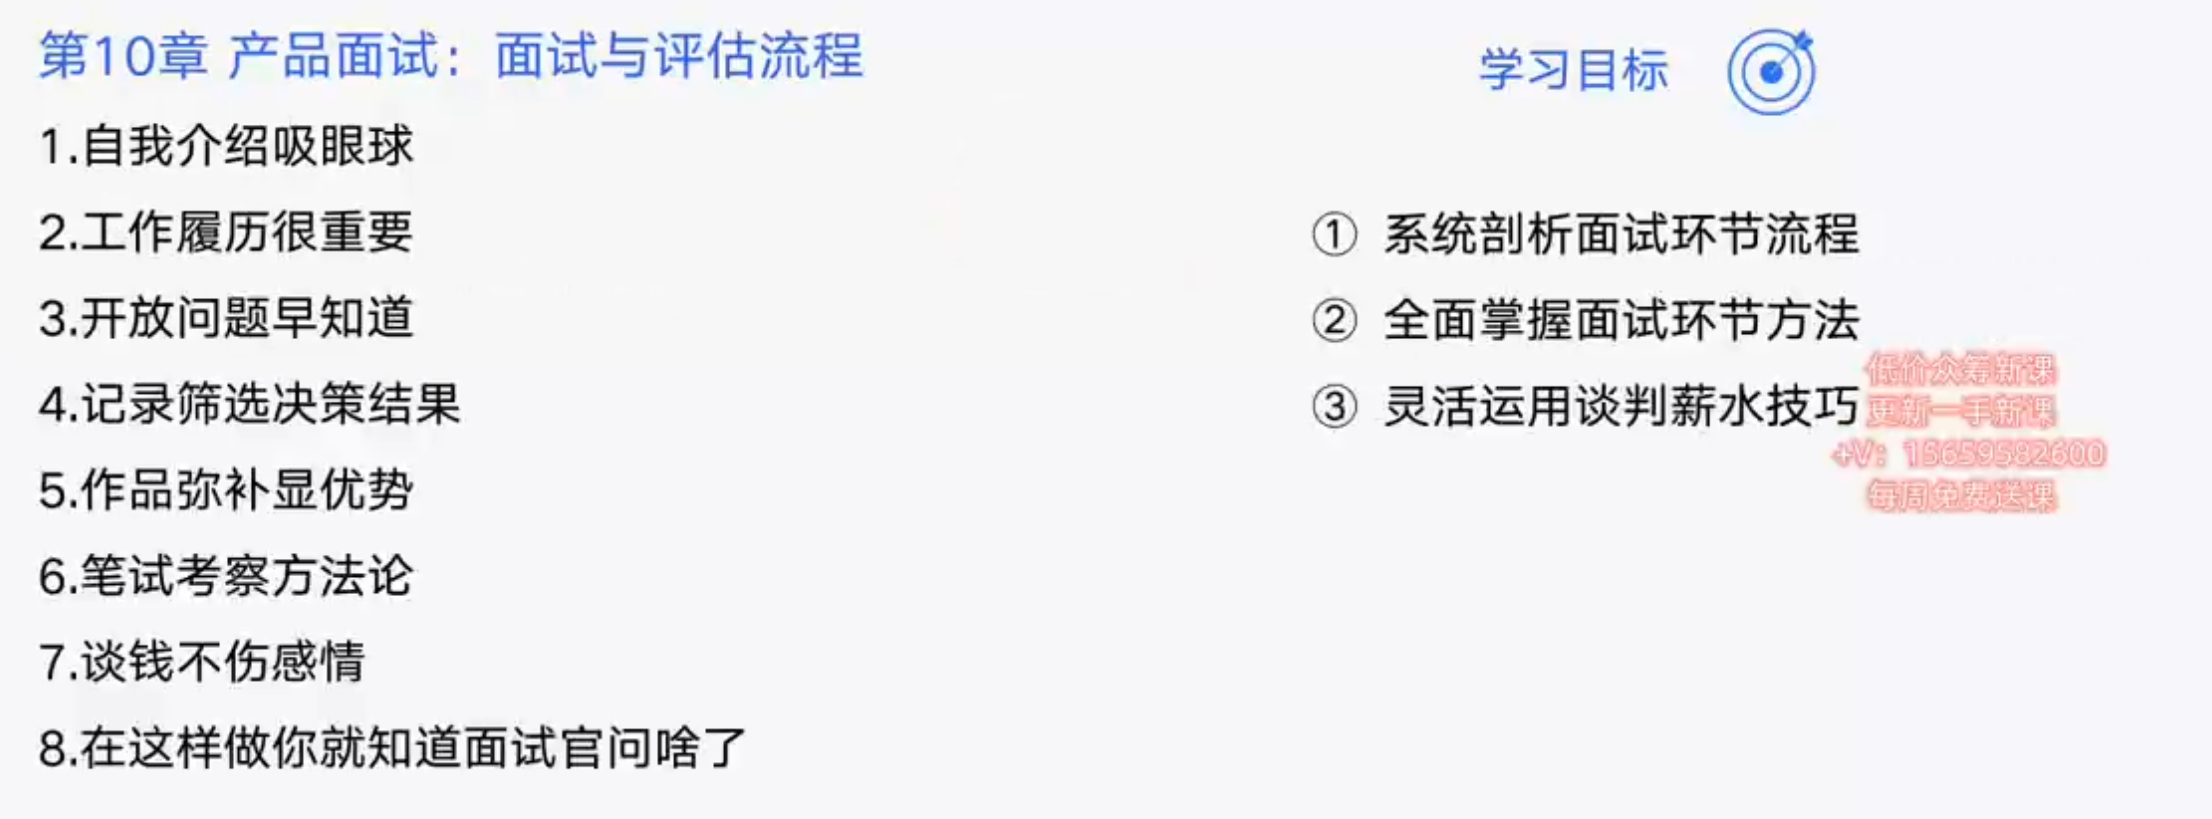 第10章 产品面试：面试与评估流程
1.自我介绍吸眼球
2.工作履历很重要
3.开放问题早知道
4.记录筛选决策结果
5.作品弥补显优势
6.笔试考察方法论
7.谈钱不伤感情
8.在这样做你就知道面试官问啥了
学习目标
① 系统剖析面试环节流程
② 全面掌握面试环节方法
③ 灵活运用谈判薪水技巧
低价众筹新课
更新一手新课
+V：15659582600
每周免费送课